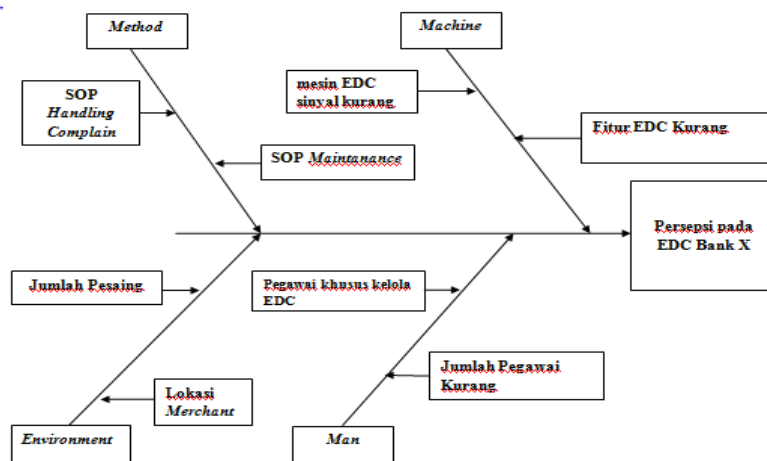 Method
Machine
SOP
Handling
Complain
mesin EDC
sinyal kurang
Fitur EDC Kurang
SOP Maintanance
Persepsi pada
EDC Bank X
Jumlah Pesaing
Pegawai khusus kelola
EDC
Jumlah Pegawai
Kurang
Lokasi
Merchant
Environment
Man